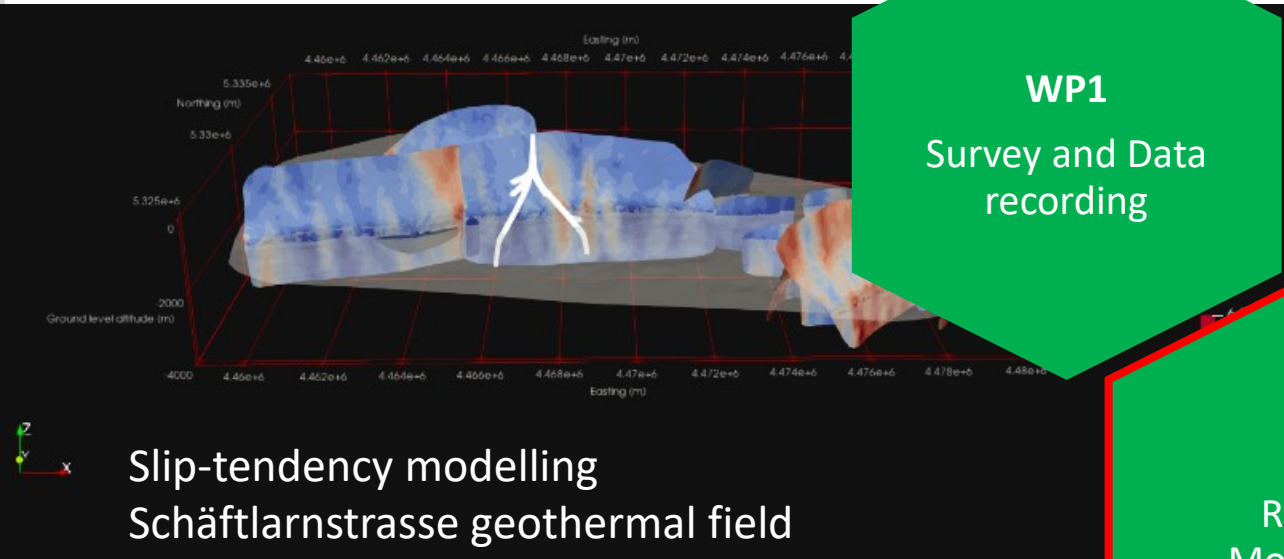 Easting (m)
4.46e+6 4.462e+6 4.464e+6 4.466e+6 4.468e+6 4.47e+6 4.472e+6 4.474e+6 4.476e+6
5.335e+6
Northing (m)
5.33e+6
5.325e+6
0
-2000
Ground level altitude (m)
-4000
4.46e+6 4.462e+6 4.464e+6 4.466e+6 4.468e+6 4.47e+6 4.472e+6 4.474e+6 4.476e+6 4.478e+6 4.48e+6
Easting (m)
WP1
Survey and Data
recording
Z
Y
X
Slip-tendency modelling
Schäftlarnstrasse geothermal field